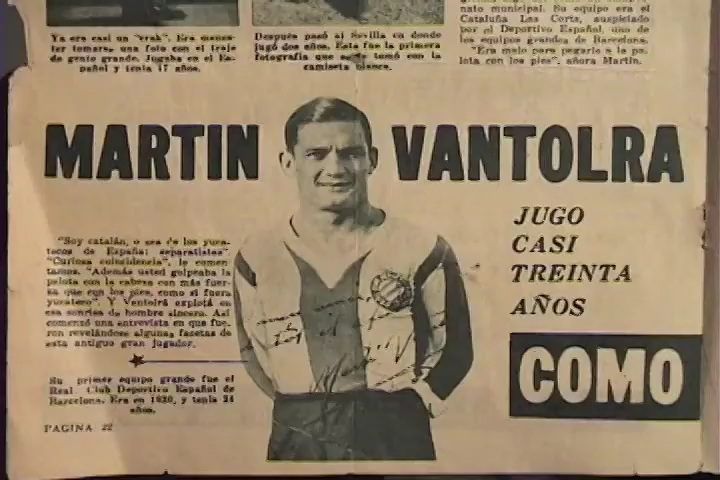 Ya era casi un "crak". Era menes-
ter tomarse una foto con el traje
de gente grande. Jugaba en el Es-
pañol y tenía 17 años.
Después pasó al Sevilla en donde
jugó dos años. Esta fue la primera
fotografía que se tomó con la
camiseta blanca.
nato municipal. Su equipo era el
Cataluña Las Corts, auspiciado
por el Deportivo Español, uno de
los equipos grandes de Barcelona.
"Era malo para pegarle a la pe-
lota con los pies", añora Martín.
MARTIN VANTOLRA
JUGO
CASI
TREINTA
AÑOS
COMO
"Soy catalán, o sea de los yuca-
tecos de España: separatistas"
"Curiosa coincidencia", le comen-
tamos. "Además usted golpeaba la
pelota con la cabeza con más fuer-
za que con los pies, como si fuera
yucateco". Y Ventolrá explotó en
esa sonrisa de hombre sincero. Así
comenzó una entrevista en que fue-
ron revelándose algunas facetas de
este antiguo gran jugador.
Su primer equipo grande fue el
Real Club Deportivo Español de
Barcelona. Era en y tenía
años.
PAGINA 22